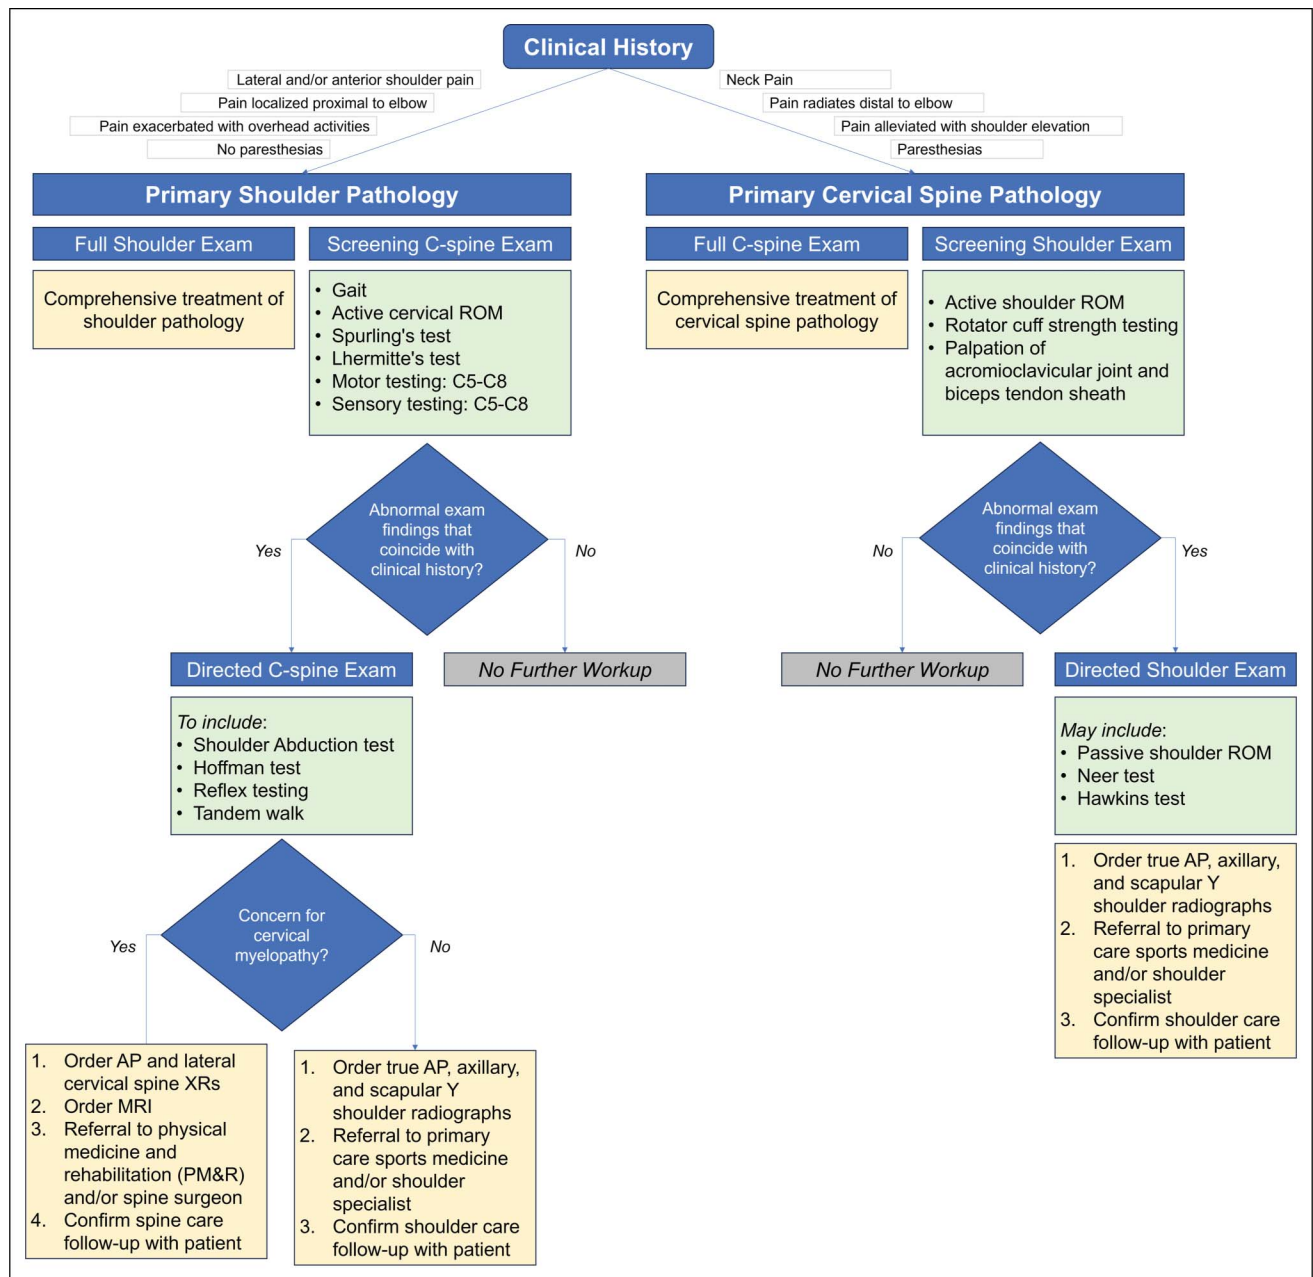 Clinical History
Lateral and/or anterior shoulder pain
Pain localized proximal to elbow
Pain exacerbated with overhead activities
No paresthasias
Neck Pain
Pain radiates distal to elbow
Pain alleviated with shoulder elevation
Paresthasias
Primary Shoulder Pathology
Full Shoulder Exam
Comprehensive treatment of
shoulder pathology
Screening C-spine Exam
• Gait
• Active cervical ROM
• Spurling's test
• Lhermitte's test
• Motor testing: C5-C8
• Sensory testing: C5-C8
Abnormal exam
findings that
coincide with
clinical history?
Yes
No
Directed C-spine Exam
To include:
• Shoulder Abduction test
• Hoffman test
• Reflex testing
• Tandem walk
No Further Workup
Concern for
cervical
myelopathy?
Yes
No
1. Order AP and lateral
cervical spine XRs
2. Order MRI
3. Referral to physical
medicine and
rehabilitation (PM&R)
and/or spine surgeon
4. Confirm spine care
follow-up with patient
1. Order true AP, axillary,
and scapular Y
shoulder radiographs
2. Referral to primary
care sports medicine
and/or shoulder
specialist
3. Confirm shoulder care
follow-up with patient
Primary Cervical Spine Pathology
Full C-spine Exam
Comprehensive treatment of
cervical spine pathology
Screening Shoulder Exam
• Active shoulder ROM
• Rotator cuff strength testing
• Palpation of
acromioclavicular joint and
biceps tendon sheath
Abnormal exam
findings that
coincide with
clinical history?
No
Yes
No Further Workup
Directed Shoulder Exam
May include:
• Passive shoulder ROM
• Neer test
• Hawkins test
1. Order true AP, axillary,
and scapular Y
shoulder radiographs
2. Referral to primary
care sports medicine
and/or shoulder
specialist
3. Confirm shoulder care
follow-up with patient